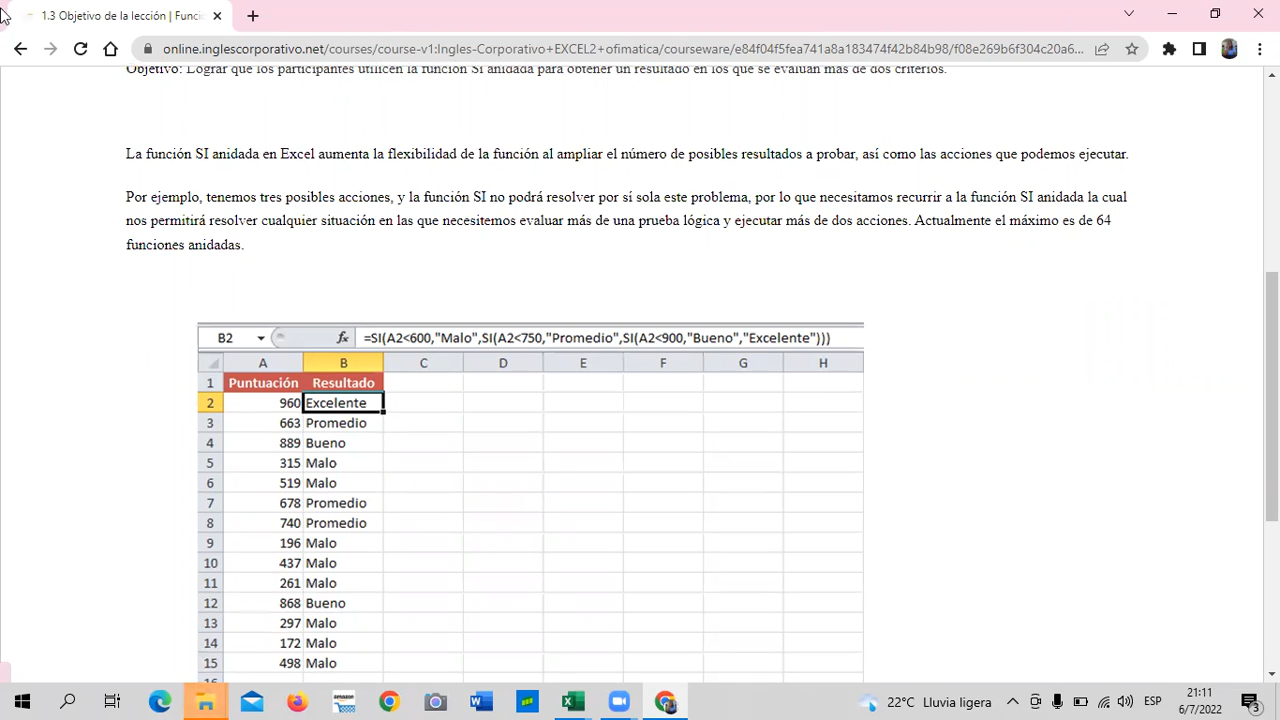 1.3 Objetivo de la lección | Funci
online.inglescorporativo.net/courses/course-v1:Ingles-Corporativo+EXCEL2+ofimatica/courseware/e84f04f5fea741a8a183474f42b84b98/f08e269b6f304c20a6...
Objetivo: Lograr que los participantes utilicen la función Si anidada para obtener un resultado en los que se evalúan más de dos criterios.
La función SI anidada en Excel aumenta la flexibilidad de la función al ampliar el número de posibles resultados a probar, así como las acciones que podemos ejecutar.
Por ejemplo, tenemos tres posibles acciones, y la función SI no podrá resolver por sí sola este problema, por lo que necesitamos recurrir a la función SI anidada la cual
nos permitirá resolver cualquier situación en las que necesitemos evaluar más de una prueba lógica y ejecutar más de dos acciones. Actualmente el máximo es de 64
funciones anidadas.
B2 fx =SI(A2<600,"Malo",SI(A2<750,"Promedio",SI(A2<900,"Bueno","Excelente")))
A B C D E F G H
1 Puntuación Resultado
2 960 Excelente
3 663 Promedio
4 889 Bueno
5 315 Malo
6 519 Malo
7 678 Promedio
8 740 Promedio
9 196 Malo
10 437 Malo
11 261 Malo
12 868 Bueno
13 297 Malo
14 172 Malo
15 498 Malo
22°C Lluvia ligera ESP 21:11
6/7/2022 3